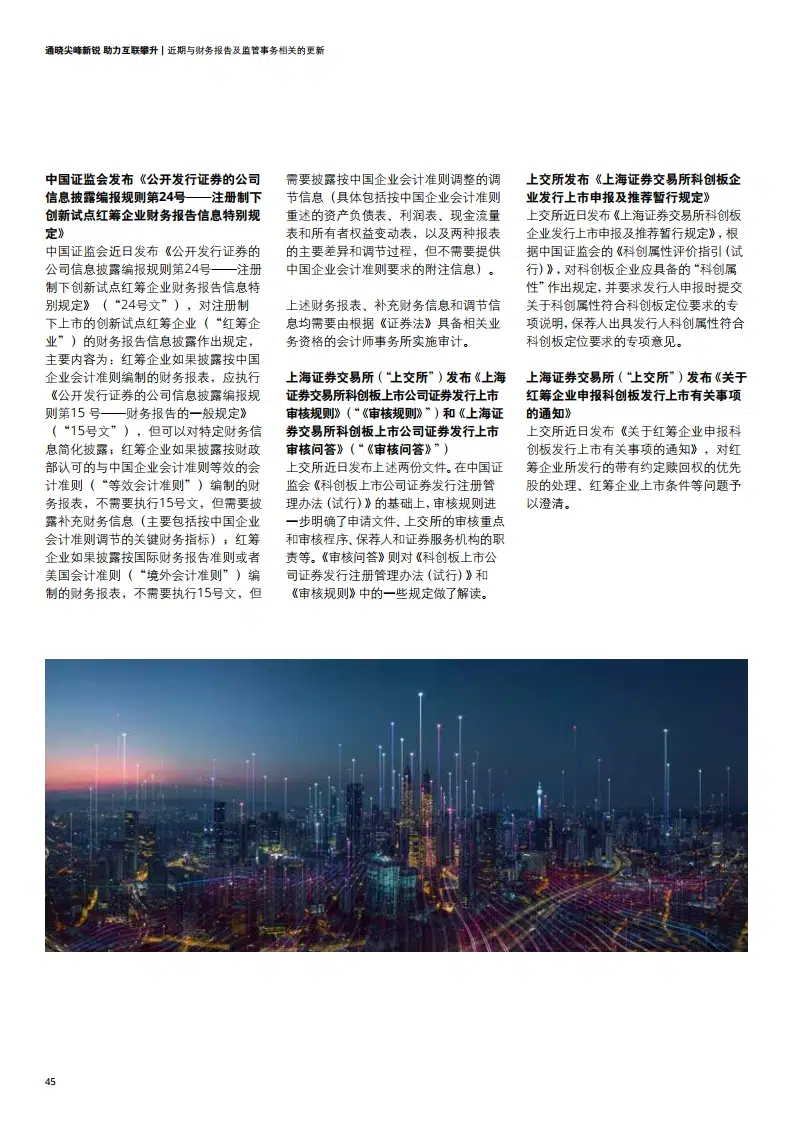 通晓尖峰新锐 助力互联攀升 | 近期与财务报告及监管事务相关的更新
中国证监会发布《公开发行证券的公司
信息披露编报规则第24号——注册制下
创新试点红筹企业财务报告信息特别规
定》
中国证监会近日发布《公开发行证券的
公司信息披露编报规则第24号——注册
制下创新试点红筹企业财务报告信息特
别规定》（“24号文”），对注册制
下上市的创新试点红筹企业（“红筹企
业”）的财务报告信息披露作出规定，
主要内容为：红筹企业如果披露按中国
企业会计准则编制的财务报表，应执行
《公开发行证券的公司信息披露编报规
则第15 号——财务报告的一般规定》
（“15号文”），但可以对特定财务信
息简化披露；红筹企业如果披露按财政
部认可的与中国企业会计准则等效的会
计准则（“等效会计准则”）编制的财
务报表，不需要执行15号文，但需要披
露补充财务信息（主要包括按中国企业
会计准则调节的关键财务指标）；红筹
企业如果披露按国际财务报告准则或者
美国会计准则（“境外会计准则”）编
制的财务报表，不需要执行15号文，但
需要披露按中国企业会计准则调整的调
节信息（具体包括按中国企业会计准则
重述的资产负债表、利润表、现金流量
表和所有者权益变动表，以及两种报表
的主要差异和调节过程，但不需要提供
中国企业会计准则要求的附注信息）。
上述财务报表、补充财务信息和调节信
息均需要由根据《证券法》具备相关业
务资格的会计师事务所实施审计。
上海证券交易所（“上交所”）发布《上海
证券交易所科创板上市公司证券发行上市
审核规则》（“《审核规则》”）和《上海证
券交易所科创板上市公司证券发行上市
审核问答》（“《审核问答》”）
上交所近日发布上述两份文件。在中国证
监会《科创板上市公司证券发行注册管
理办法（试行）》的基础上，审核规则进
一步明确了申请文件、上交所的审核重点
和审核程序、保荐人和证券服务机构的职
责等。《审核问答》则对《科创板上市公
司证券发行注册管理办法（试行）》和
《审核规则》中的一些规定做了解读。
上交所发布《上海证券交易所科创板企
业发行上市申报及推荐暂行规定》
上交所近日发布《上海证券交易所科创板
企业发行上市申报及推荐暂行规定》，根
据中国证监会的《科创属性评价指引（试
行）》，对科创板企业应具备的“科创属
性”作出规定，并要求发行人申报时提交
关于科创属性符合科创板定位要求的专
项说明，保荐人出具发行人科创属性符合
科创板定位要求的专项意见。
上海证券交易所（“上交所”）发布《关于
红筹企业申报科创板发行上市有关事项
的通知》
上交所近日发布《关于红筹企业申报科
创板发行上市有关事项的通知》，对红
筹企业所发行的带有约定赎回权的优先
股的处理、红筹企业上市条件等问题予
以澄清。
45